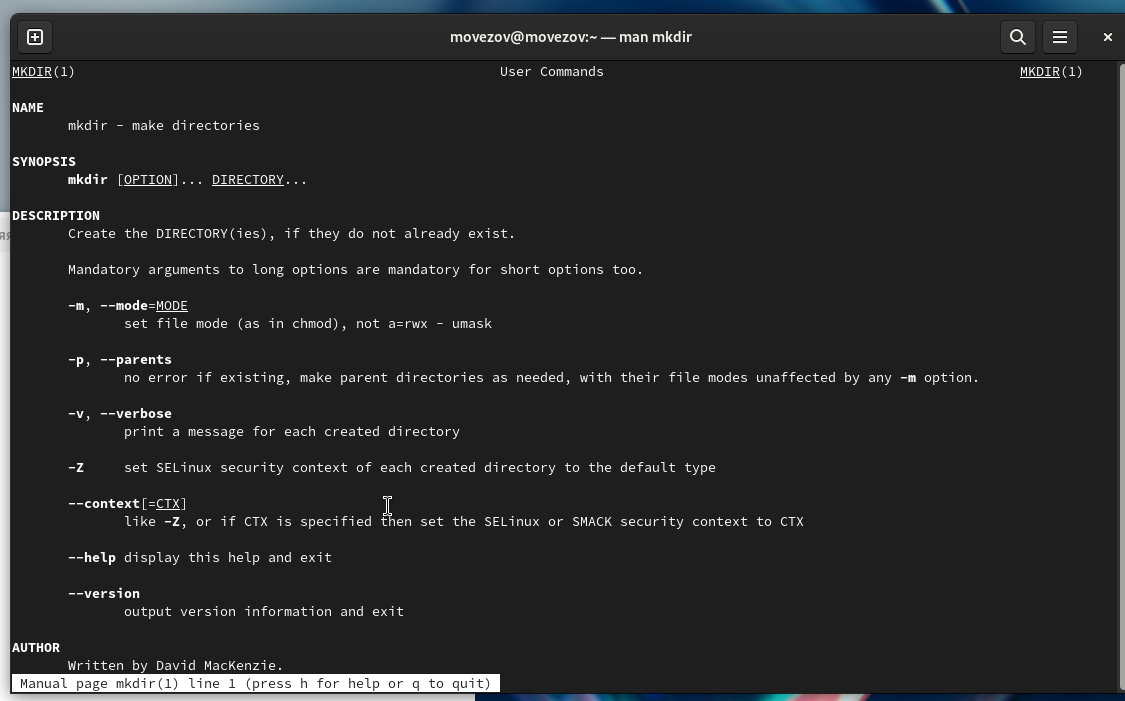 movezov@movezov:~ — man mkdir
MKDIR(1) User Commands MKDIR(1)
NAME
mkdir - make directories
SYNOPSIS
mkdir [OPTION]... DIRECTORY...
DESCRIPTION
Create the DIRECTORY(ies), if they do not already exist.
Mandatory arguments to long options are mandatory for short options too.
-m, --mode=MODE
set file mode (as in chmod), not a=rwx - umask
-p, --parents
no error if existing, make parent directories as needed, with their file modes unaffected by any -m option.
-v, --verbose
print a message for each created directory
-Z set SELinux security context of each created directory to the default type
--context[=CTX]
like -Z, or if CTX is specified then set the SELinux or SMACK security context to CTX
--help display this help and exit
--version
output version information and exit
AUTHOR
Written by David MacKenzie.
Manual page mkdir(1) line 1 (press h for help or q to quit)